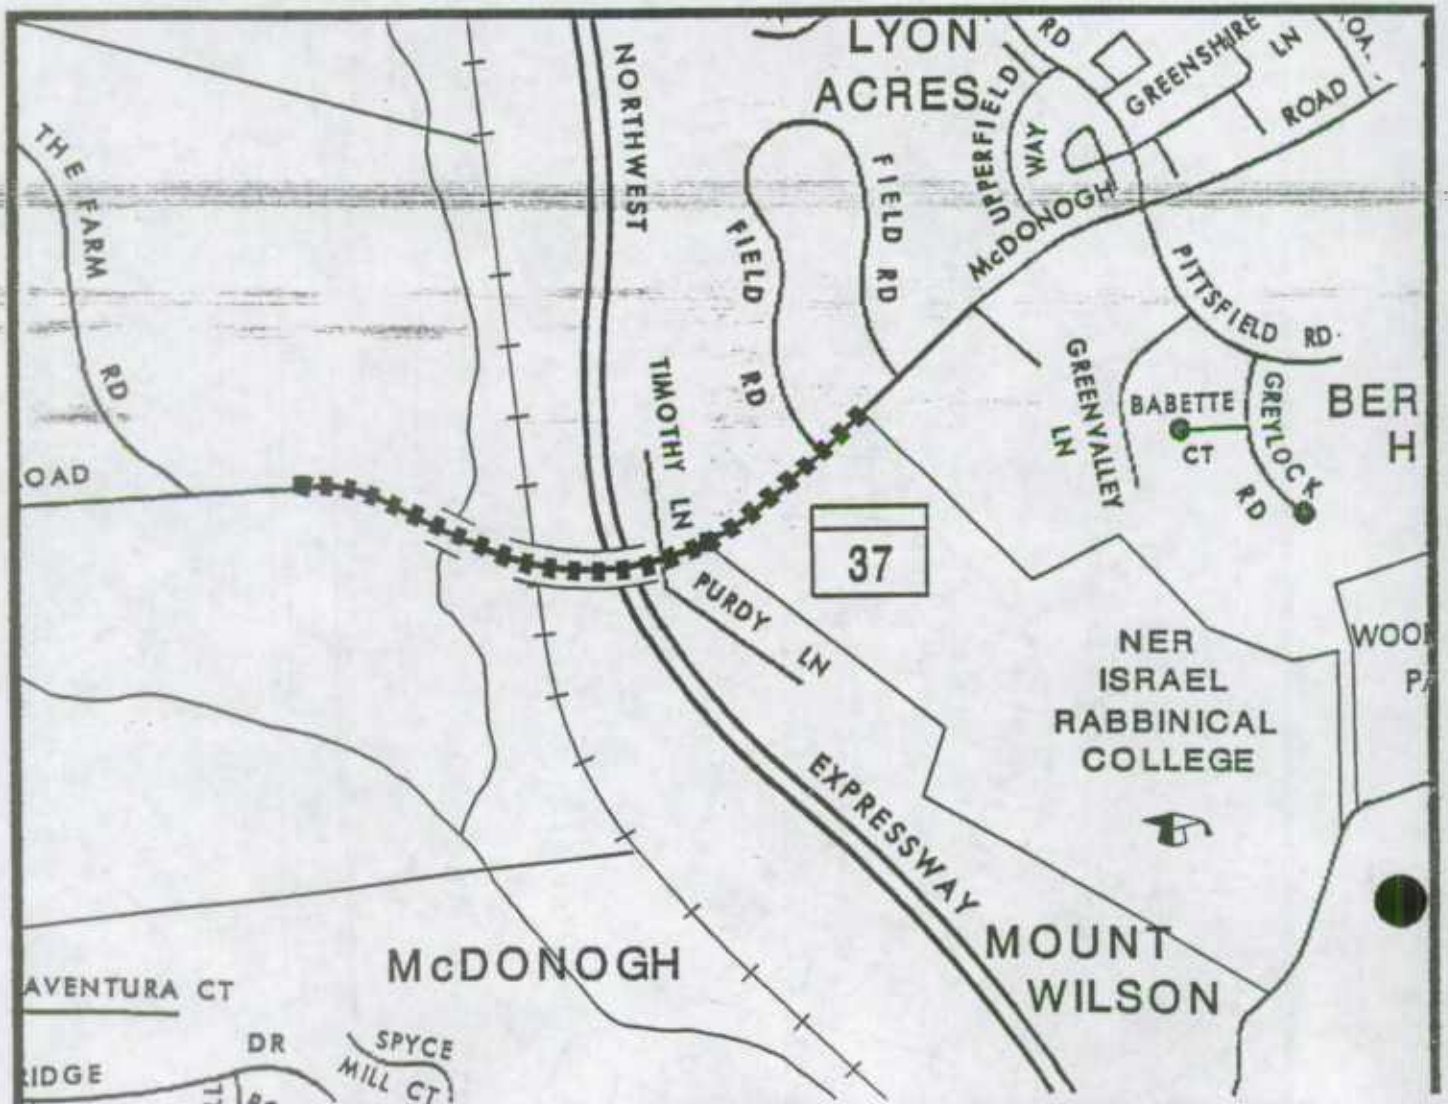 LYON
ACRES
RD
GREENSHIRE
LN
NORTHWEST
UPPERFIELD
WAY
ROAD
McDONOGH
THE FARM
RD
FIELD RD
FIELD
RD
PITTSFIELD RD.
TIMOTHY
LN
GREENVALLEY
LN
BABETTE
CT
GREYLOCK
RD
BER
H
OAD
37
PURDY
LN
NER
ISRAEL
RABBINICAL
COLLEGE
WOO
EXPRESSWAY
McDONOGH
MOUNT
WILSON
AVENTURA CT
DR
SPYCE
MILL CT
RIDGE